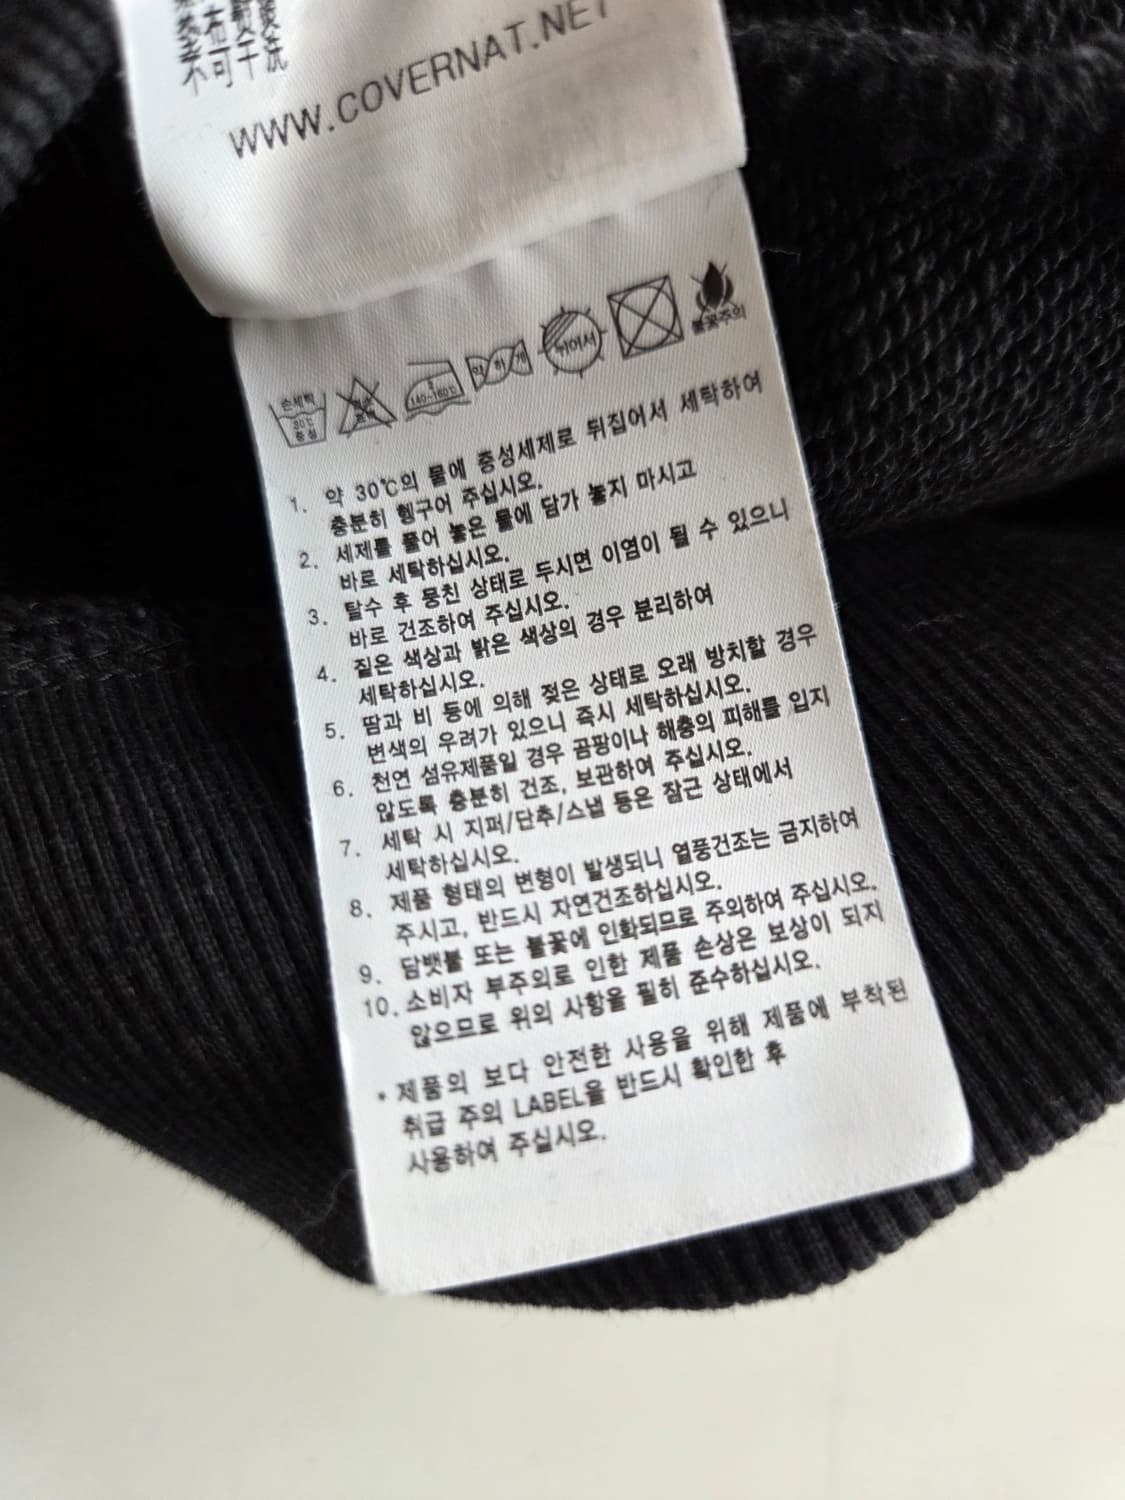 不可干洗
WWW.COVERNAT.NET
손세탁
30℃
중성
140~160℃
약하게
뉘어서
불꽃주의
1. 약 30℃의 물에 중성세제로 뒤집어서 세탁하여
충분히 헹구어 주십시오.
2. 세제를 풀어 놓은 물에 담가 놓지 마시고
바로 세탁하십시오.
3. 탈수 후 뭉친 상태로 두시면 이염이 될 수 있으니
바로 건조하여 주십시오.
4. 짙은 색상과 밝은 색상의 경우 분리하여
세탁하십시오.
5. 땀과 비 등에 의해 젖은 상태로 오래 방치할 경우
변색의 우려가 있으니 즉시 세탁하십시오.
6. 천연 섬유제품일 경우 곰팡이나 해충의 피해를 입지
않도록 충분히 건조, 보관하여 주십시오.
7. 세탁 시 지퍼/단추/스냅 등은 잠근 상태에서
세탁하십시오.
8. 제품 형태의 변형이 발생되니 열풍건조는 금지하여
주시고, 반드시 자연건조하십시오.
9. 담뱃불 또는 불꽃에 인화되므로 주의하여 주십시오.
10. 소비자 부주의로 인한 제품 손상은 보상이 되지
않으므로 위의 사항을 필히 준수하십시오.
• 제품의 보다 안전한 사용을 위해 제품에 부착된
취급 주의 LABEL을 반드시 확인한 후
사용하여 주십시오.